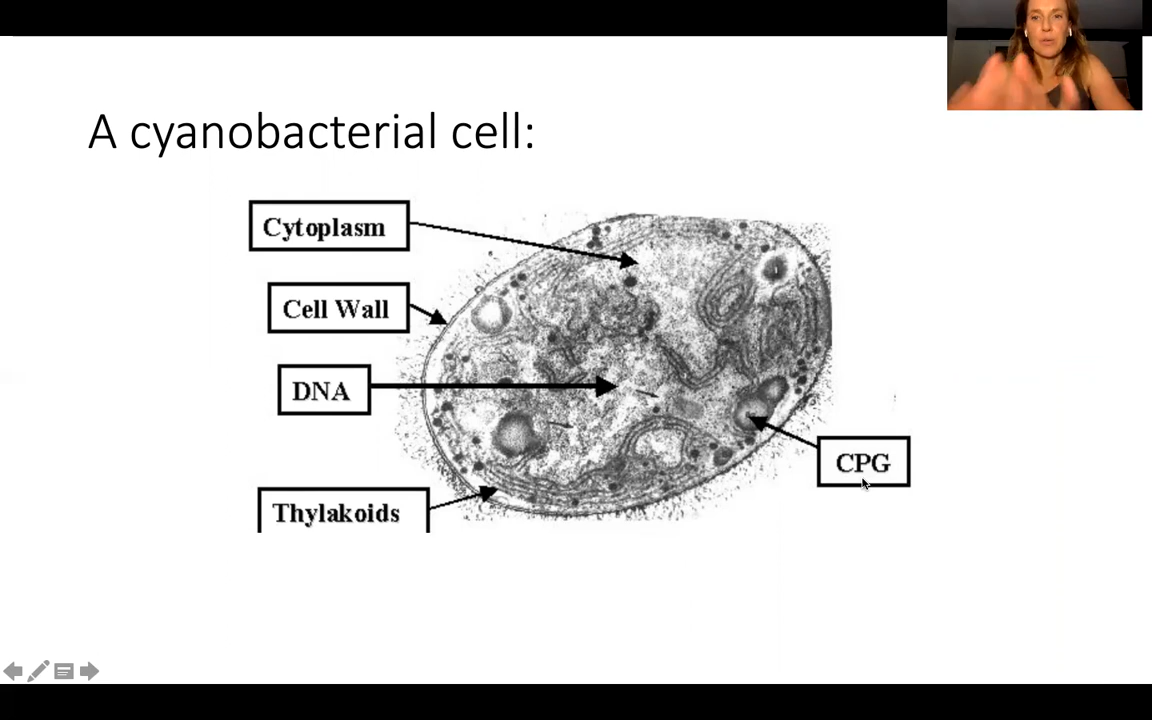 A cyanobacterial cell:
Cytoplasm
Cell Wall
DNA
CPG
Thylakoids